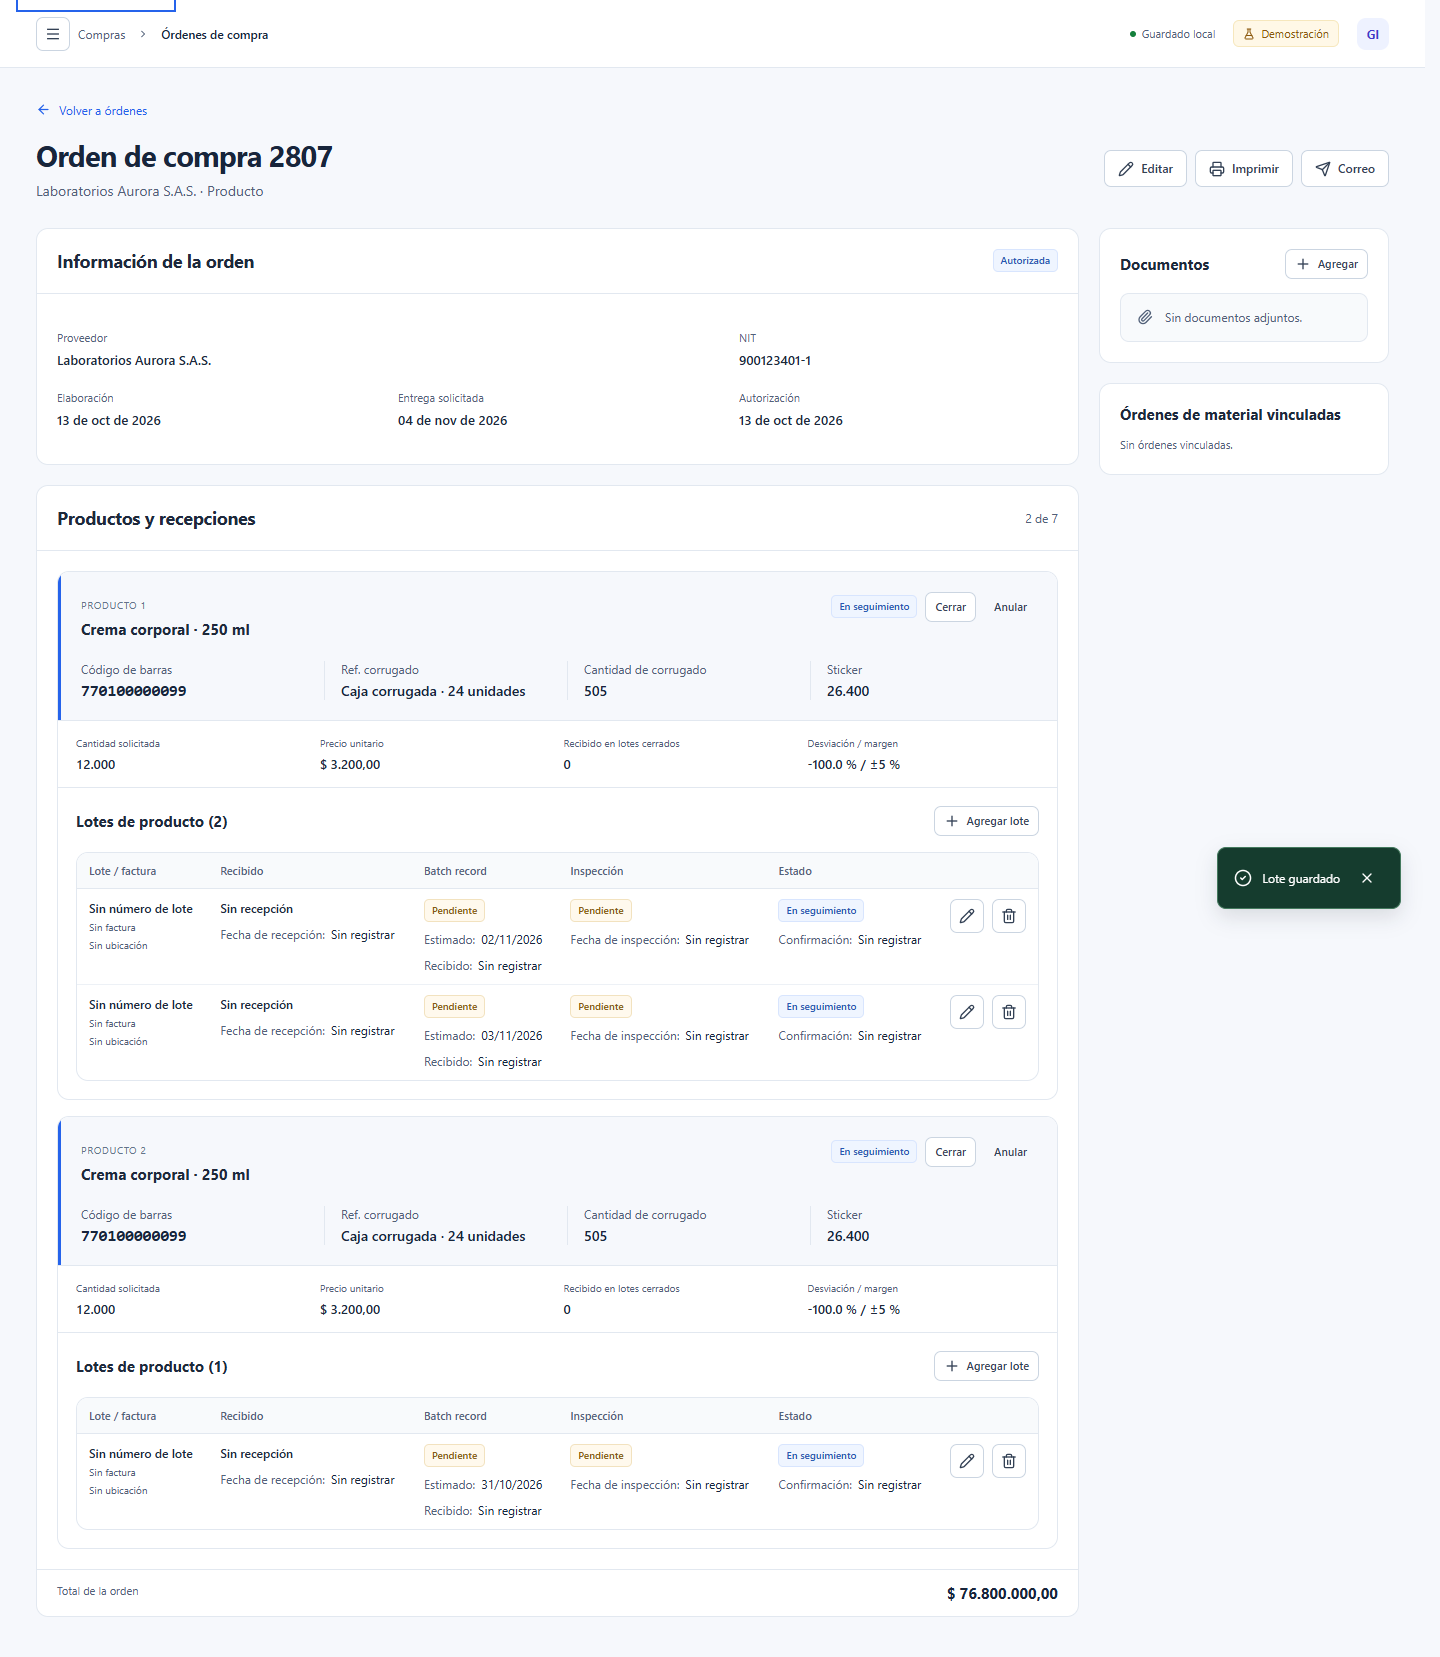 Compras > Órdenes de compra
Guardado local
Demostración
GI
Volver a órdenes
Orden de compra 2807
Laboratorios Aurora S.A.S. · Producto
Editar
Imprimir
Correo
Información de la orden
Autorizada
Proveedor
Laboratorios Aurora S.A.S.
NIT
900123401-1
Elaboración
13 de oct de 2026
Entrega solicitada
04 de nov de 2026
Autorización
13 de oct de 2026
Documentos
Agregar
Sin documentos adjuntos.
Órdenes de material vinculadas
Sin órdenes vinculadas.
Productos y recepciones
2 de 7
PRODUCTO 1
Crema corporal · 250 ml
En seguimiento
Cerrar
Anular
Código de barras
770100000099
Ref. corrugado
Caja corrugada · 24 unidades
Cantidad de corrugado
505
Sticker
26.400
Cantidad solicitada
12.000
Precio unitario
$ 3.200,00
Recibido en lotes cerrados
0
Desviación / margen
-100.0 % / ±5 %
Lotes de producto (2)
Agregar lote
Lote / factura
Recibido
Batch record
Inspección
Estado
Sin número de lote
Sin factura
Sin ubicación
Sin recepción
Fecha de recepción: Sin registrar
Pendiente
Estimado: 02/11/2026
Recibido: Sin registrar
Pendiente
Fecha de inspección: Sin registrar
En seguimiento
Confirmación: Sin registrar
Sin número de lote
Sin factura
Sin ubicación
Sin recepción
Fecha de recepción: Sin registrar
Pendiente
Estimado: 03/11/2026
Recibido: Sin registrar
Pendiente
Fecha de inspección: Sin registrar
En seguimiento
Confirmación: Sin registrar
Lote guardado
PRODUCTO 2
Crema corporal · 250 ml
En seguimiento
Cerrar
Anular
Código de barras
770100000099
Ref. corrugado
Caja corrugada · 24 unidades
Cantidad de corrugado
505
Sticker
26.400
Cantidad solicitada
12.000
Precio unitario
$ 3.200,00
Recibido en lotes cerrados
0
Desviación / margen
-100.0 % / ±5 %
Lotes de producto (1)
Agregar lote
Lote / factura
Recibido
Batch record
Inspección
Estado
Sin número de lote
Sin factura
Sin ubicación
Sin recepción
Fecha de recepción: Sin registrar
Pendiente
Estimado: 31/10/2026
Recibido: Sin registrar
Pendiente
Fecha de inspección: Sin registrar
En seguimiento
Confirmación: Sin registrar
Total de la orden
$ 76.800.000,00